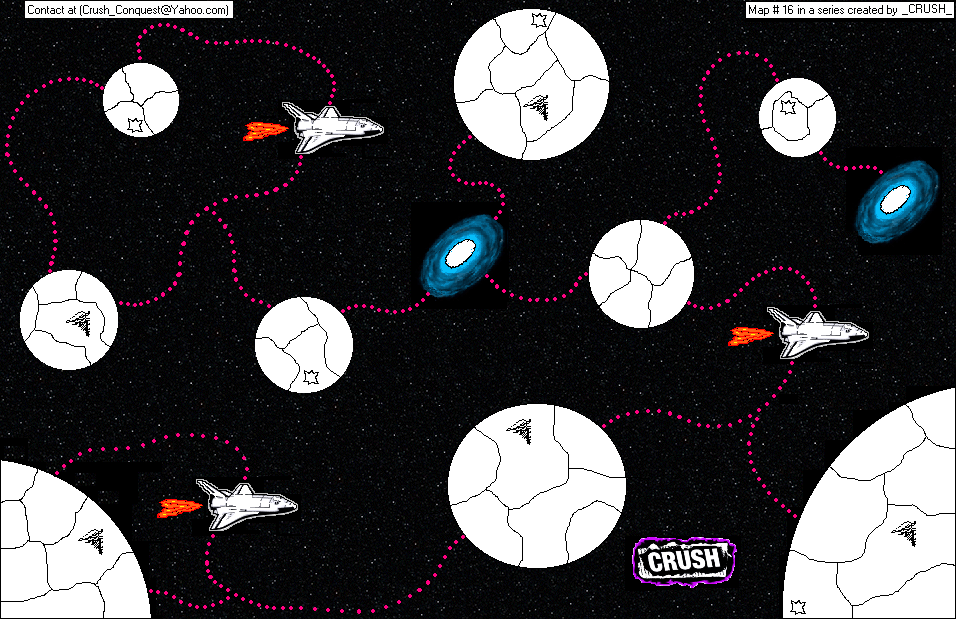 Contact at (Crush_Conquest@Yahoo.com)
Map # 16 in a series created by _CRUSH_
CRUSH